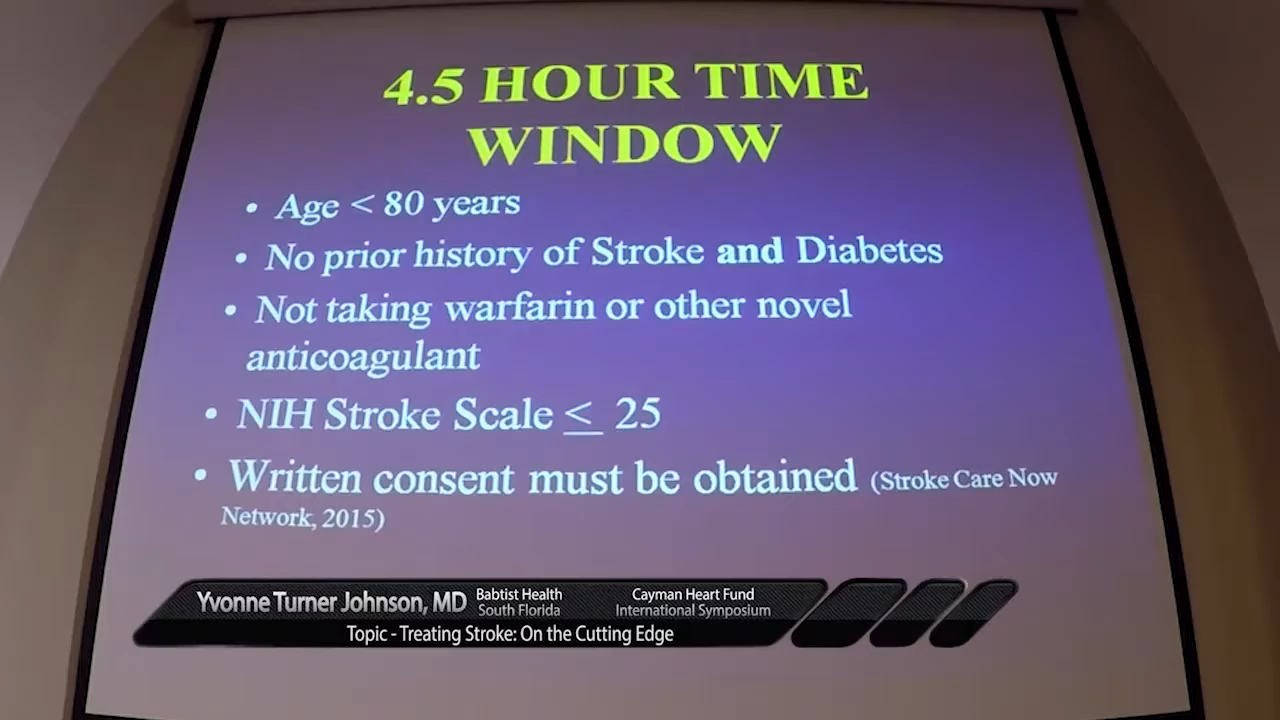 4.5 HOUR TIME
WINDOW
• Age < 80 years
• No prior history of Stroke and Diabetes
• Not taking warfarin or other novel
anticoagulant
• NIH Stroke Scale ≤ 25
• Written consent must be obtained (Stroke Care Now
Network, 2015)
Yvonne Turner Johnson, MD
Babtist Health
South Florida
Cayman Heart Fund
International Symposium
Topic - Treating Stroke: On the Cutting Edge